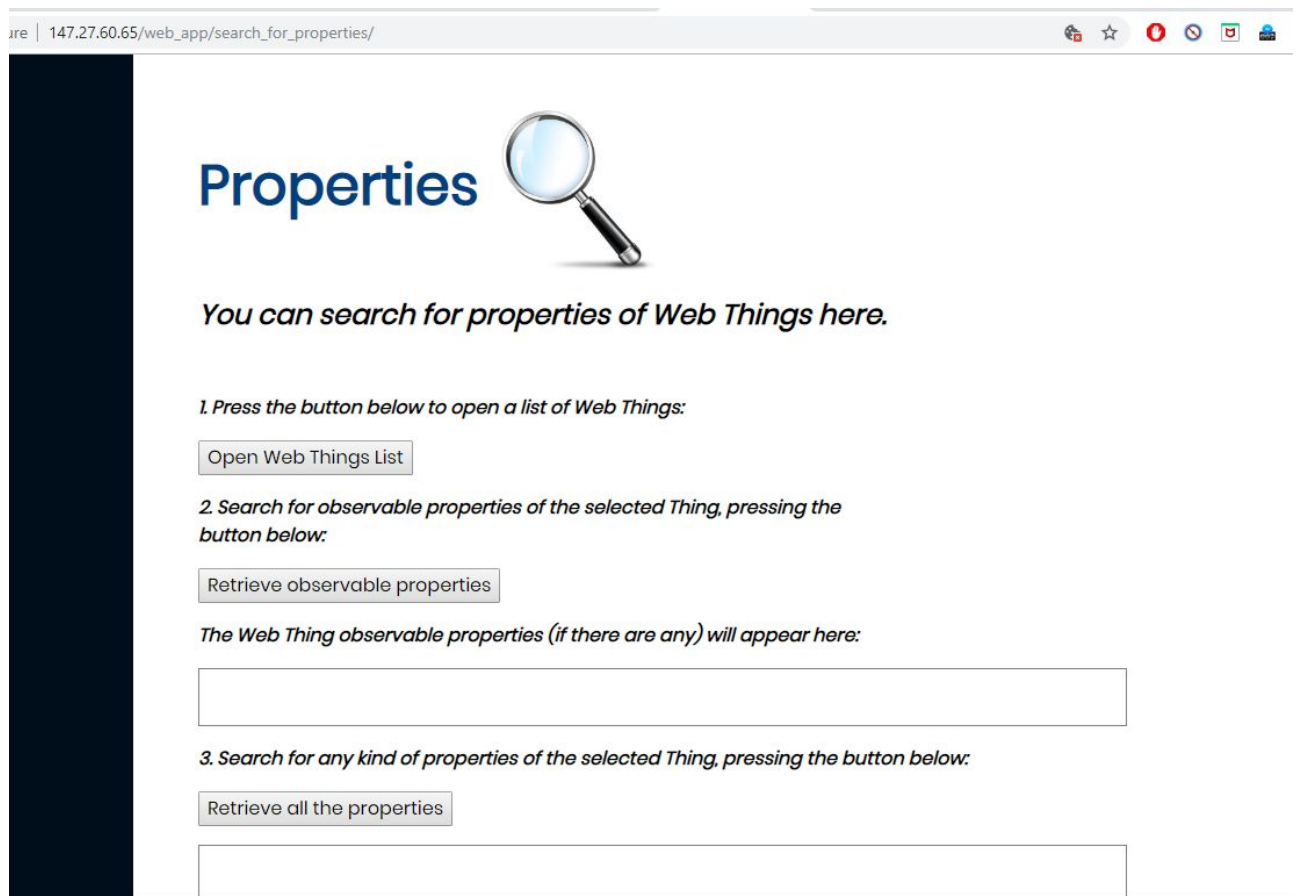 ure | 147.27.60.65/web_app/search_for_properties/
Properties
You can search for properties of Web Things here.
1. Press the button below to open a list of Web Things:
Open Web Things List
2. Search for observable properties of the selected Thing, pressing the
button below:
Retrieve observable properties
The Web Thing observable properties (if there are any) will appear here:
3. Search for any kind of properties of the selected Thing, pressing the button below:
Retrieve all the properties